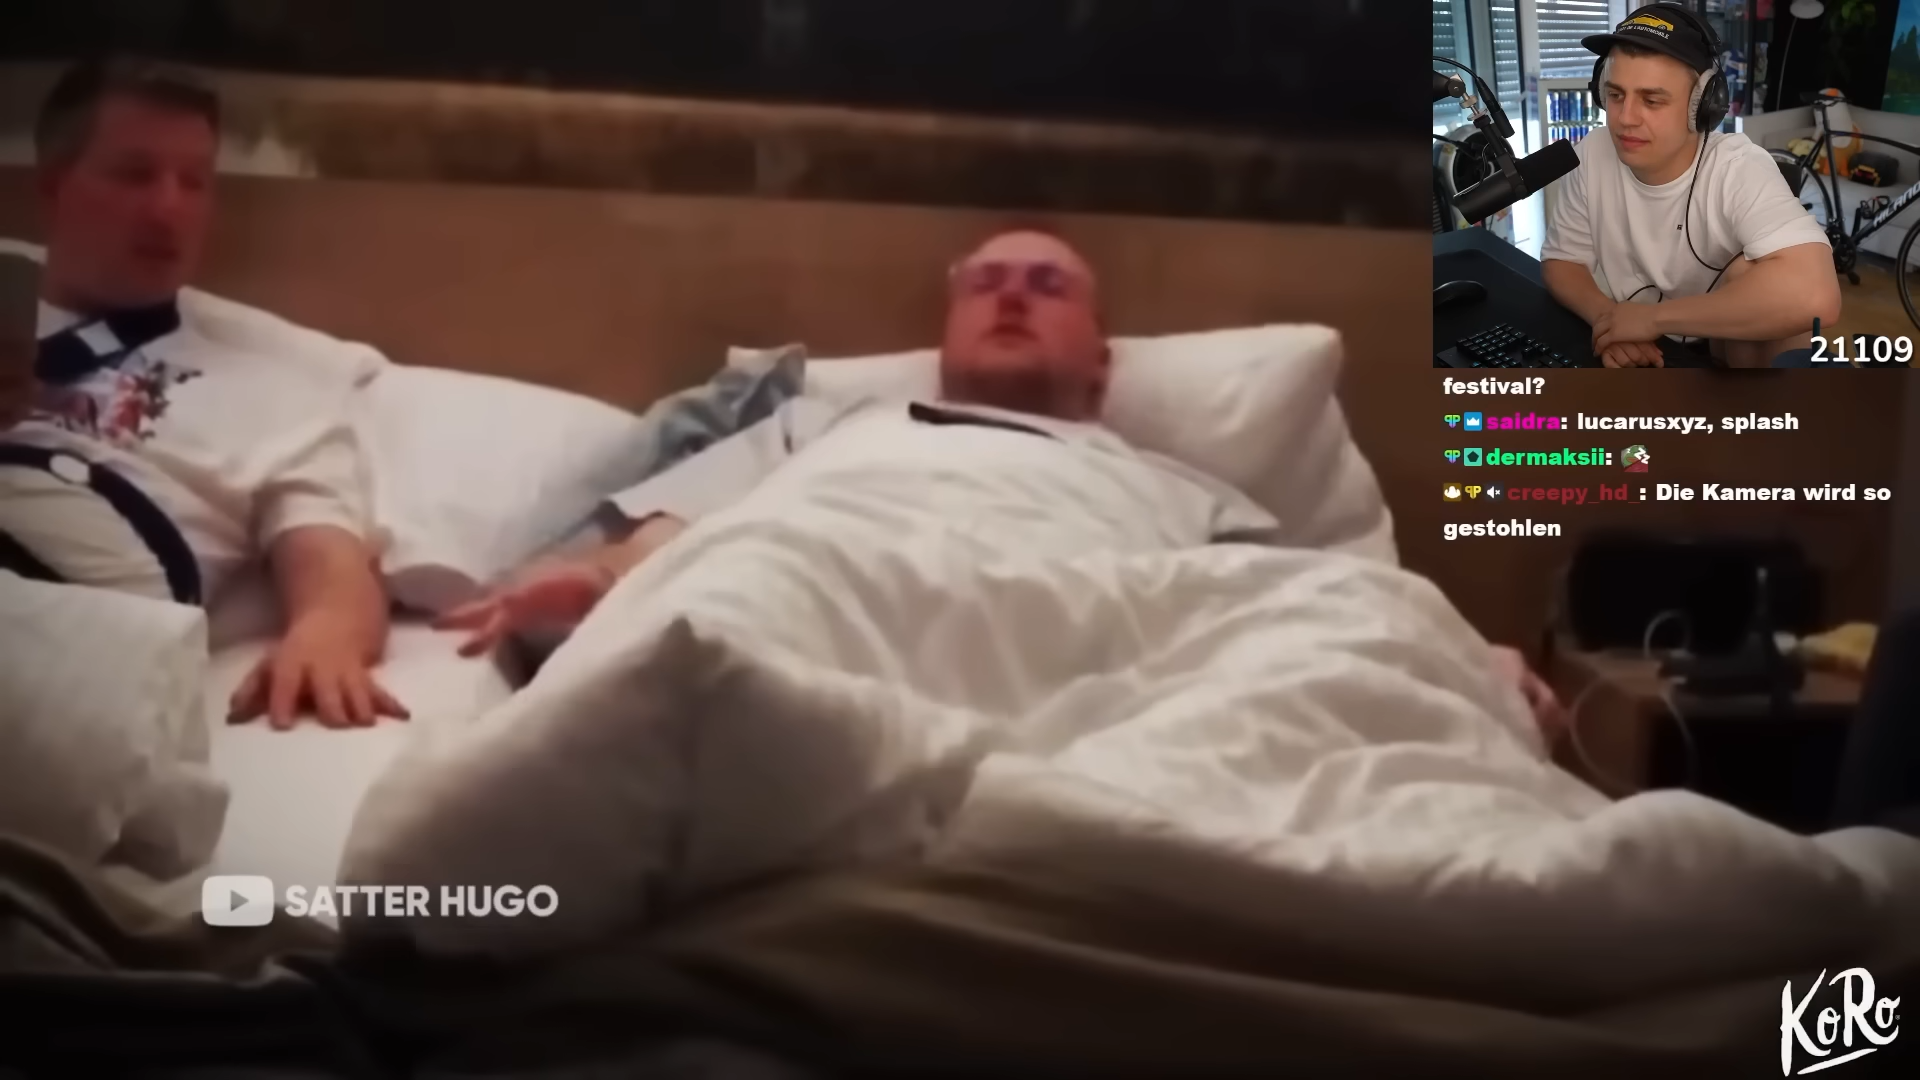 21109
festival?
saidra: lucarusxyz, splash
dermaksii:
creepy_hd_: Die Kamera wird so
gestohlen
SATTER HUGO
KoRo